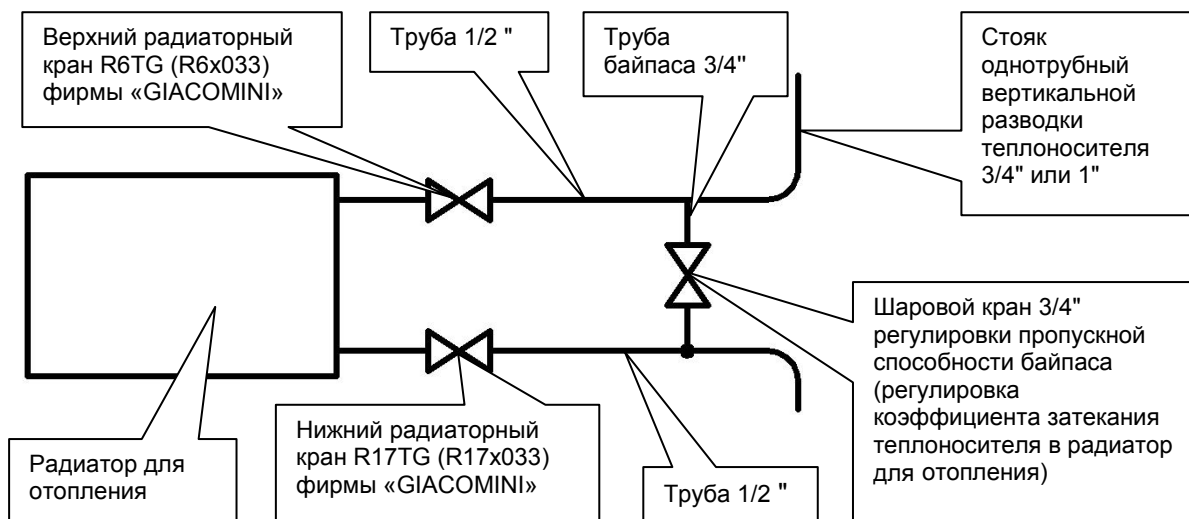 Верхний радиаторный
кран R6TG (R6x033)
фирмы «GIACOMINI»
Труба 1/2 "
Труба
байпаса 3/4"
Стояк
однотрубный
вертикальной
разводки
теплоносителя
3/4" или 1"
Шаровой кран 3/4"
регулировки пропускной
способности байпаса
(регулировка
коэффициента затекания
теплоносителя в радиатор
для отопления)
Радиатор для
отопления
Нижний радиаторный
кран R17TG (R17x033)
фирмы «GIACOMINI»
Труба 1/2 "